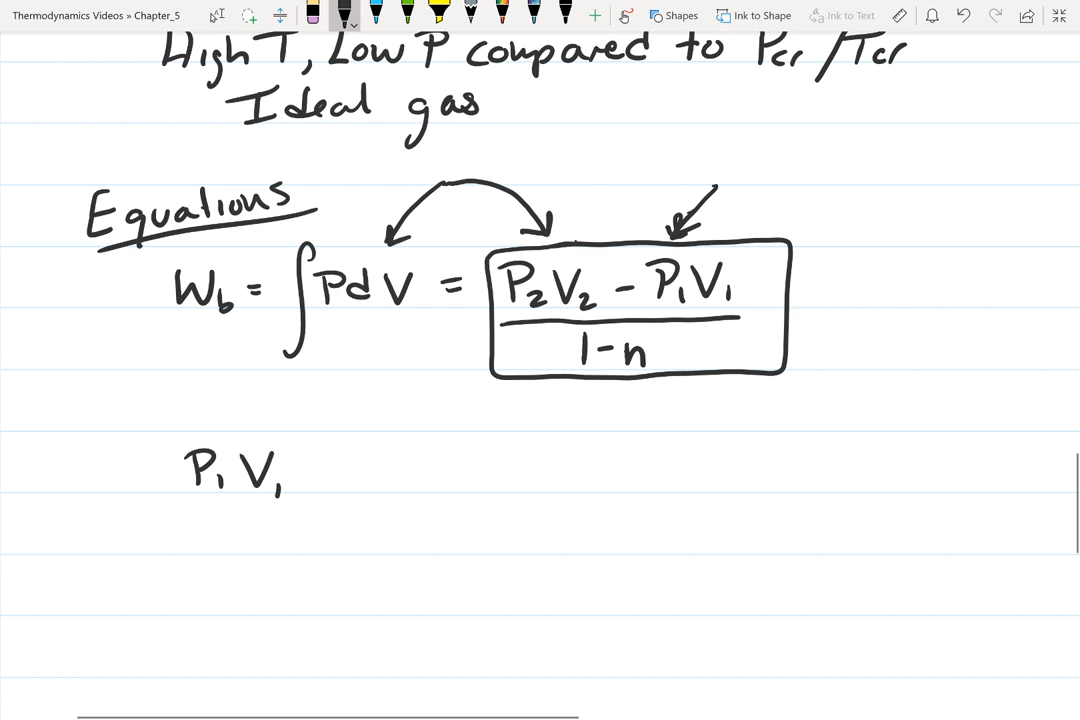 Thermodynamics Videos » Chapter_5 Shapes Ink to Shape Ink to Text
High T, Low P compared to Pcr/Tcr
Ideal gas
Equations
W_b = ∫PdV = (P₂V₂ - P₁V₁)/(1-n)
P₁V₁